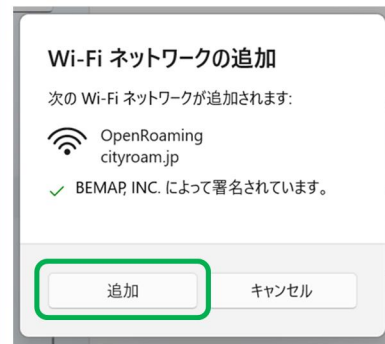 Wi-Fi ネットワークの追加
次の Wi-Fi ネットワークが追加されます:
OpenRoaming
cityroam.jp
BEMAP, INC. によって署名されています。
追加
キャンセル